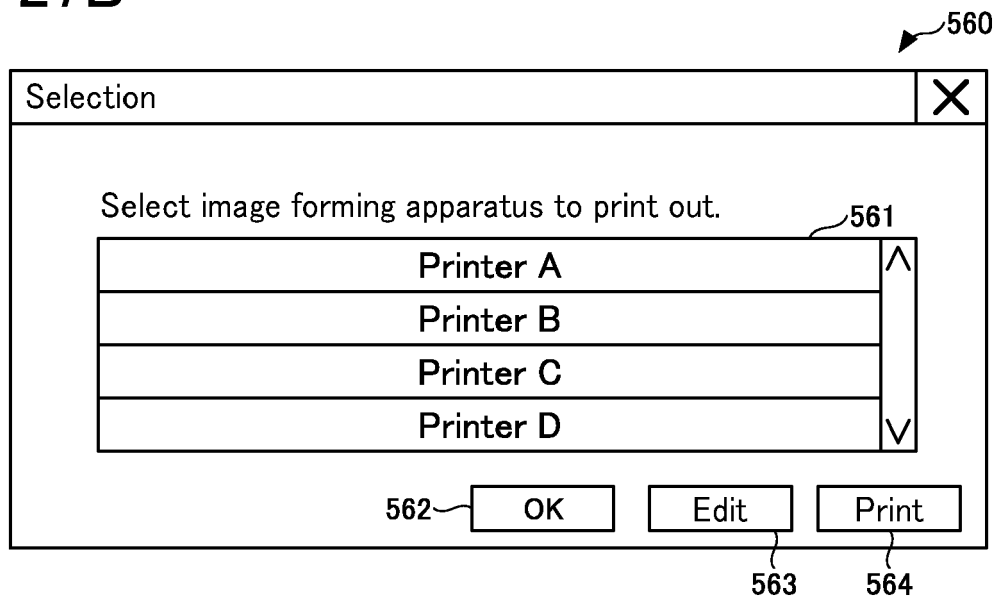 560
Selection
Select image forming apparatus to print out.
561
Printer A
Printer B
Printer C
Printer D
562
OK
Edit
Print
563
564